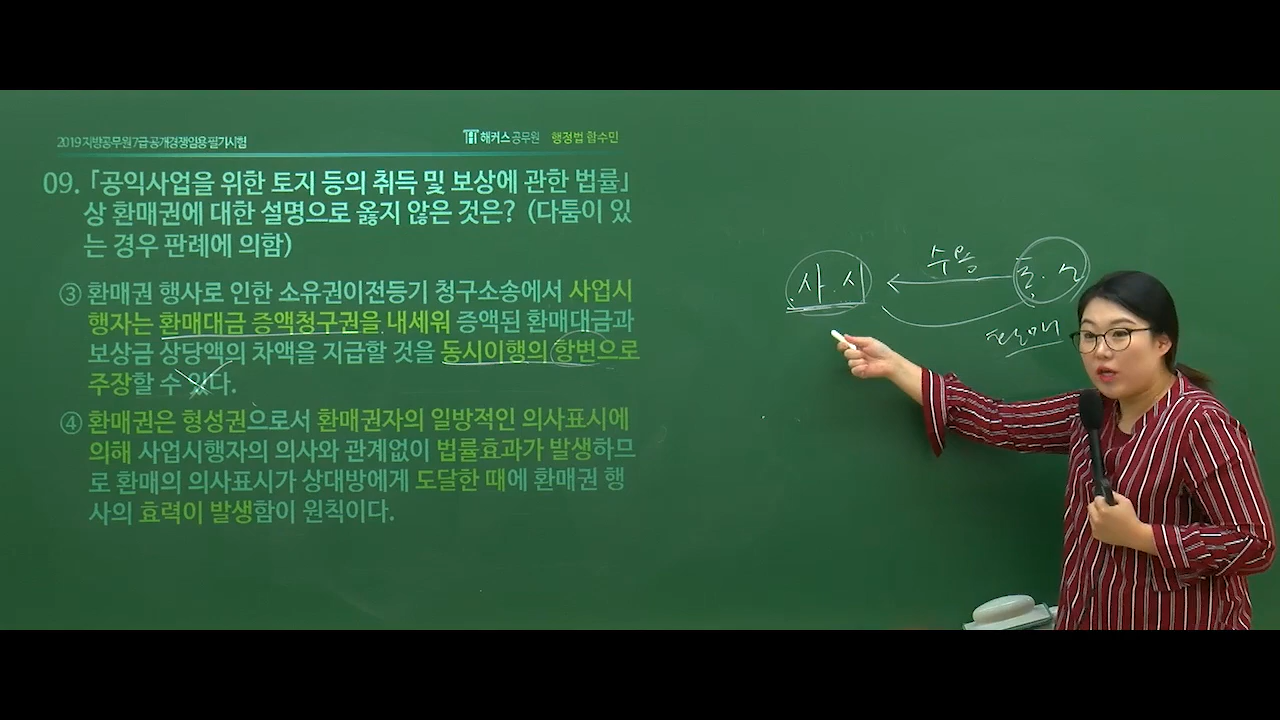 2019 지방공무원 7급 공개경쟁임용 필기시험
해커스공무원 행정법 함수민
09. 「공익사업을 위한 토지 등의 취득 및 보상에 관한 법률」
상 환매권에 대한 설명으로 옳지 않은 것은? (다툼이 있
는 경우 판례에 의함)
③ 환매권 행사로 인한 소유권이전등기 청구소송에서 사업시
행자는 환매대금 증액청구권을 내세워 증액된 환매대금과
보상금 상당액의 차액을 지급할 것을 동시이행의 항변으로
주장할 수 있다.
④ 환매권은 형성권으로서 환매권자의 일방적인 의사표시에
의해 사업시행자의 의사와 관계없이 법률효과가 발생하므
로 환매의 의사표시가 상대방에게 도달한 때에 환매권 행
사의 효력이 발생함이 원칙이다.
사.시
수용
환매